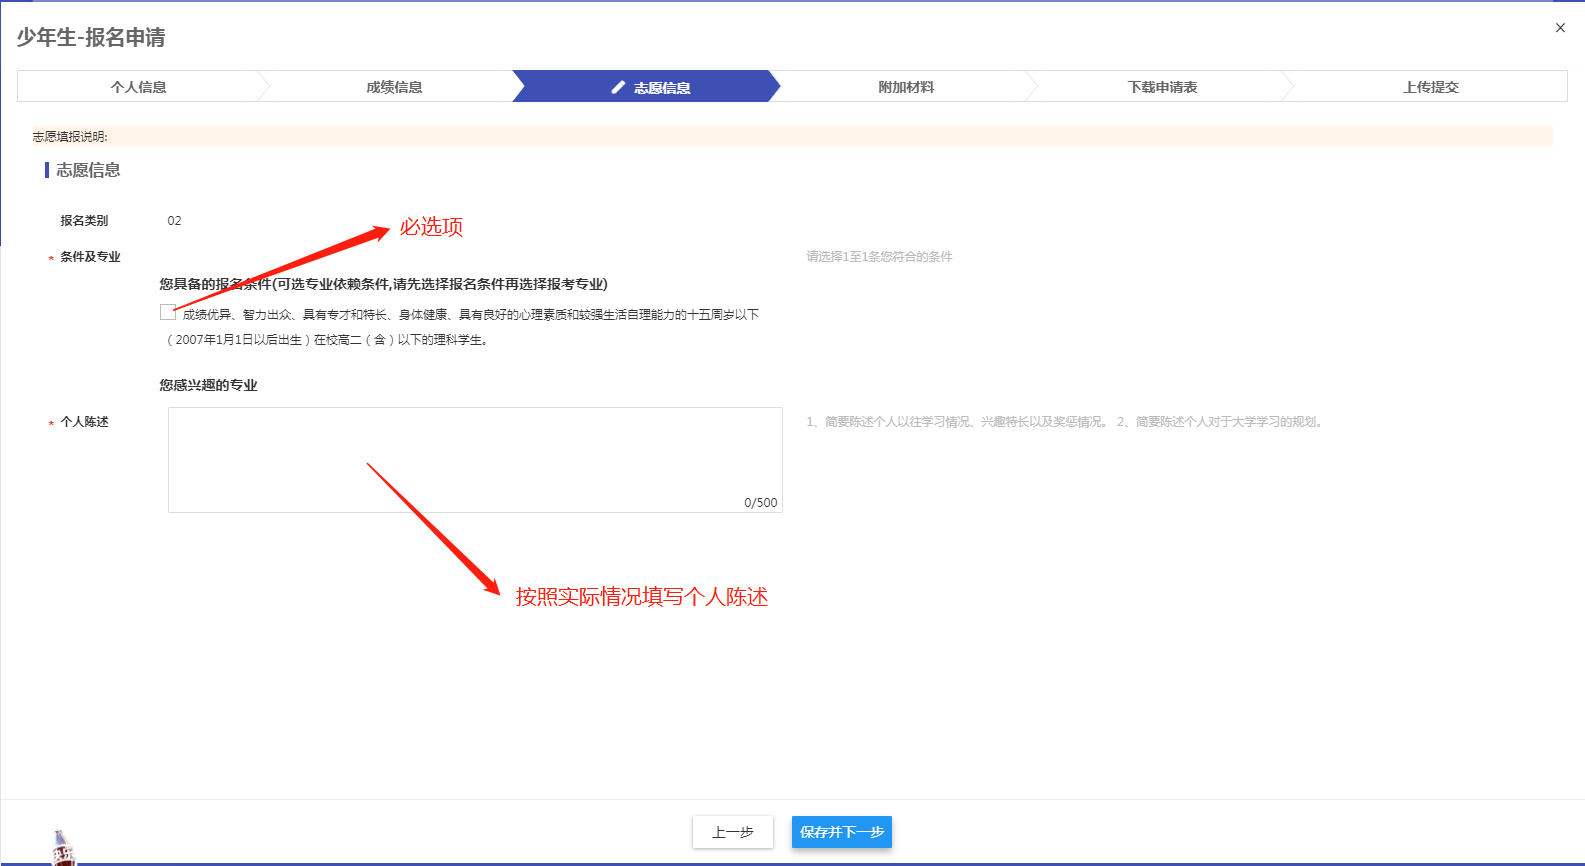 少年生-报名申请
×
个人信息
成绩信息
志愿信息
附加材料
下载申请表
上传提交
志愿填报说明:
志愿信息
报名类别
02
必选项
* 条件及专业
请选择1至1条您符合的条件
您具备的报名条件(可选专业依赖条件,请先选择报名条件再选择报考专业)
成绩优异、智力出众、具有专才和特长、身体健康、具有良好的心理素质和较强生活自理能力的十五周岁以下
（2007年1月1日以后出生）在校高二（含）以下的理科学生。
您感兴趣的专业
* 个人陈述
1、简要陈述个人以往学习情况、兴趣特长以及奖惩情况。 2、简要陈述个人对于大学学习的规划。
0/500
按照实际情况填写个人陈述
上一步
保存并下一步